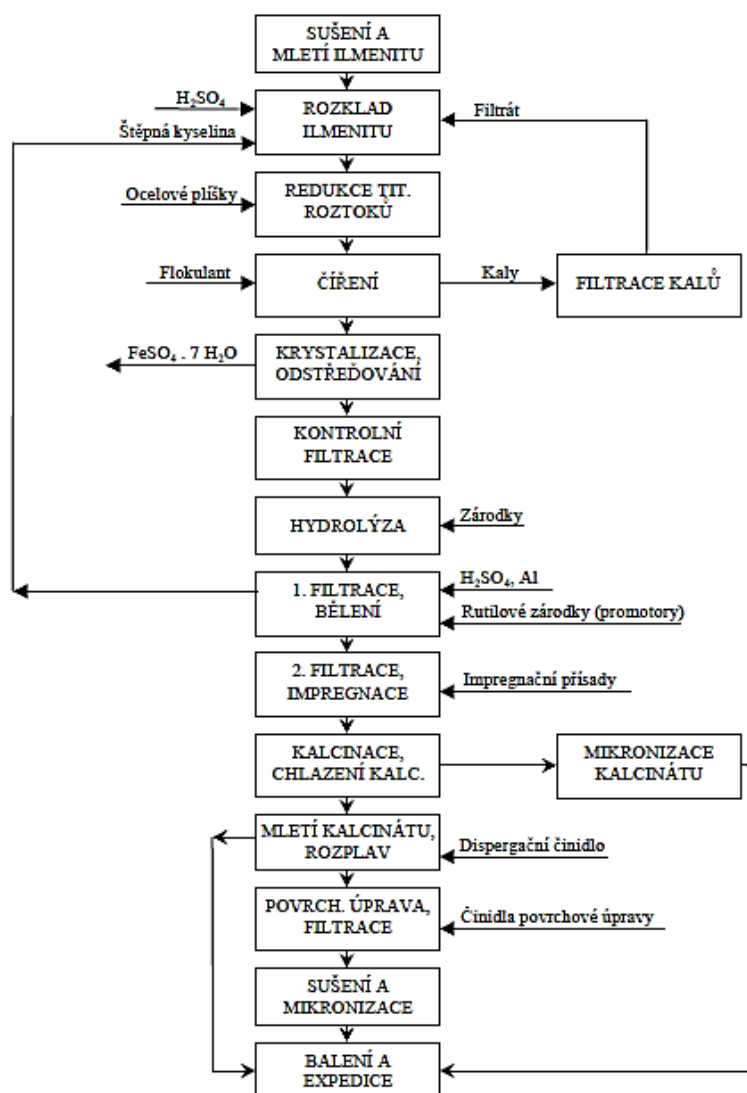 SUŠENÍ A
MLETÍ ILMENITU
H₂SO₄
ROZKLAD
ILMENITU
Filtrát
Štěpná kyselina
Ocelové plíšky
REDUKCE TIT.
ROZTOKŮ
Flokulant
ČÍŘENÍ
Kaly
FILTRACE KALŮ
FeSO₄ . 7 H₂O
KRYSTALIZACE,
ODSTŘEĎOVÁNÍ
KONTROLNÍ
FILTRACE
HYDROLÝZA
Zárodky
1. FILTRACE,
BĚLENÍ
H₂SO₄, Al
Rutilové zárodky (promotory)
2. FILTRACE,
IMPREGNACE
Impregnační přísady
KALCINACE,
CHLAZENÍ KALC.
MIKRONIZACE
KALCINÁTU
MLETÍ KALCINÁTU,
ROZPLAV
Dispergační činidlo
POVRCH. ÚPRAVA,
FILTRACE
Činidla povrchové úpravy
SUŠENÍ A
MIKRONIZACE
BALENÍ A
EXPEDICE